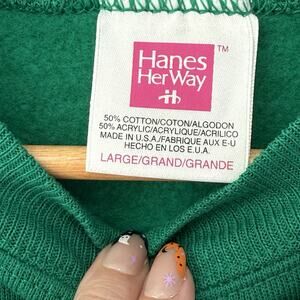 Hanes
Her Way
TM
50% COTTON/COTON/ALGODON
50% ACRYLIC/ACRYLIQUE/ACRILICO
MADE IN U.S.A./FABRIQUE AUX E-U
HECHO EN LOS E.U.A.
LARGE/GRAND/GRANDE